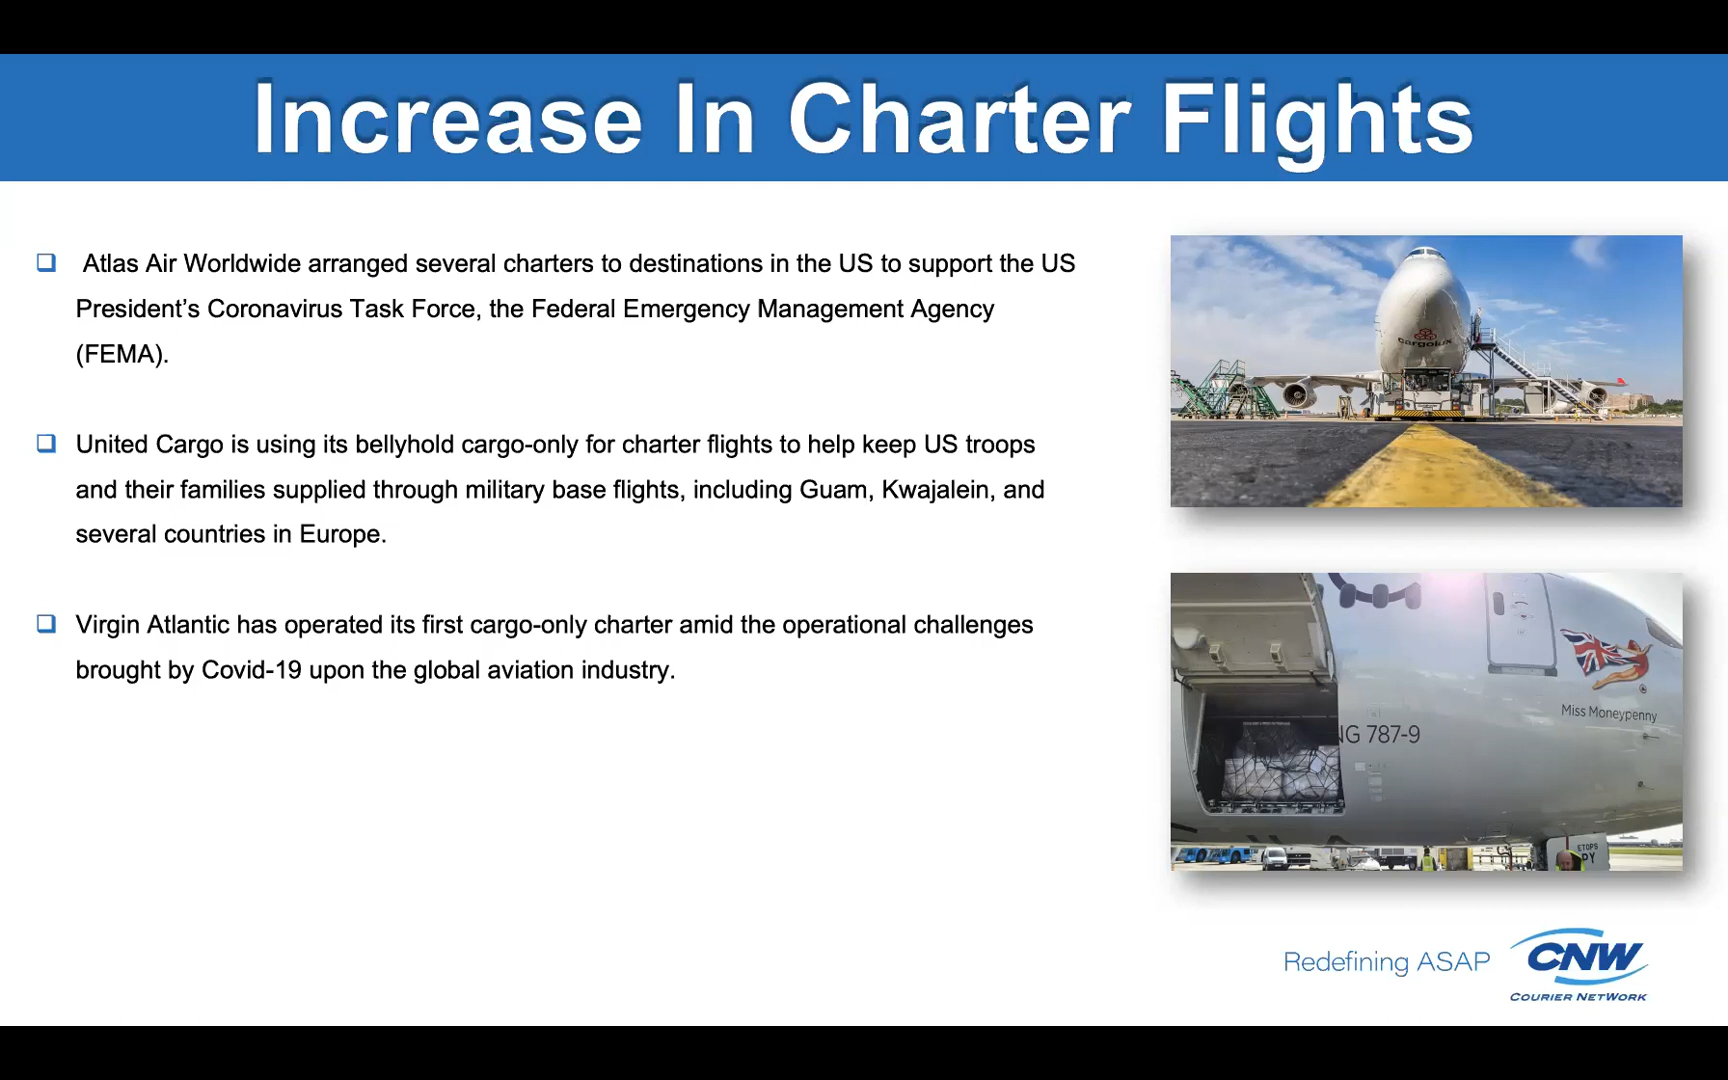 Increase In Charter Flights
Atlas Air Worldwide arranged several charters to destinations in the US to support the US
President’s Coronavirus Task Force, the Federal Emergency Management Agency
(FEMA).
United Cargo is using its bellyhold cargo-only for charter flights to help keep US troops
and their families supplied through military base flights, including Guam, Kwajalein, and
several countries in Europe.
Virgin Atlantic has operated its first cargo-only charter amid the operational challenges
brought by Covid-19 upon the global aviation industry.
cargolux
Miss Moneypenny
NG 787-9
ETOPS
PY
Redefining ASAP
CNW
COURIER NETWORK